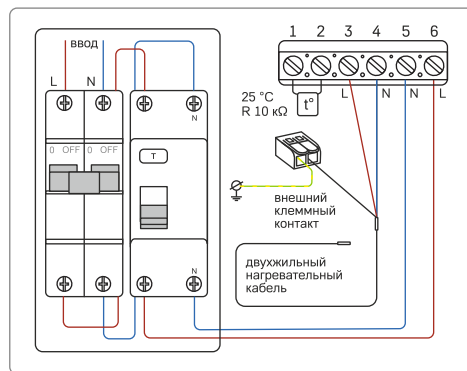 ввод
L N
N
0 OFF 0 OFF
T
N
1 2 3 4 5 6
L N N L
25 °C
R 10 кΩ
t°
внешний
клеммный
контакт
двухжильный
нагревательный
кабель